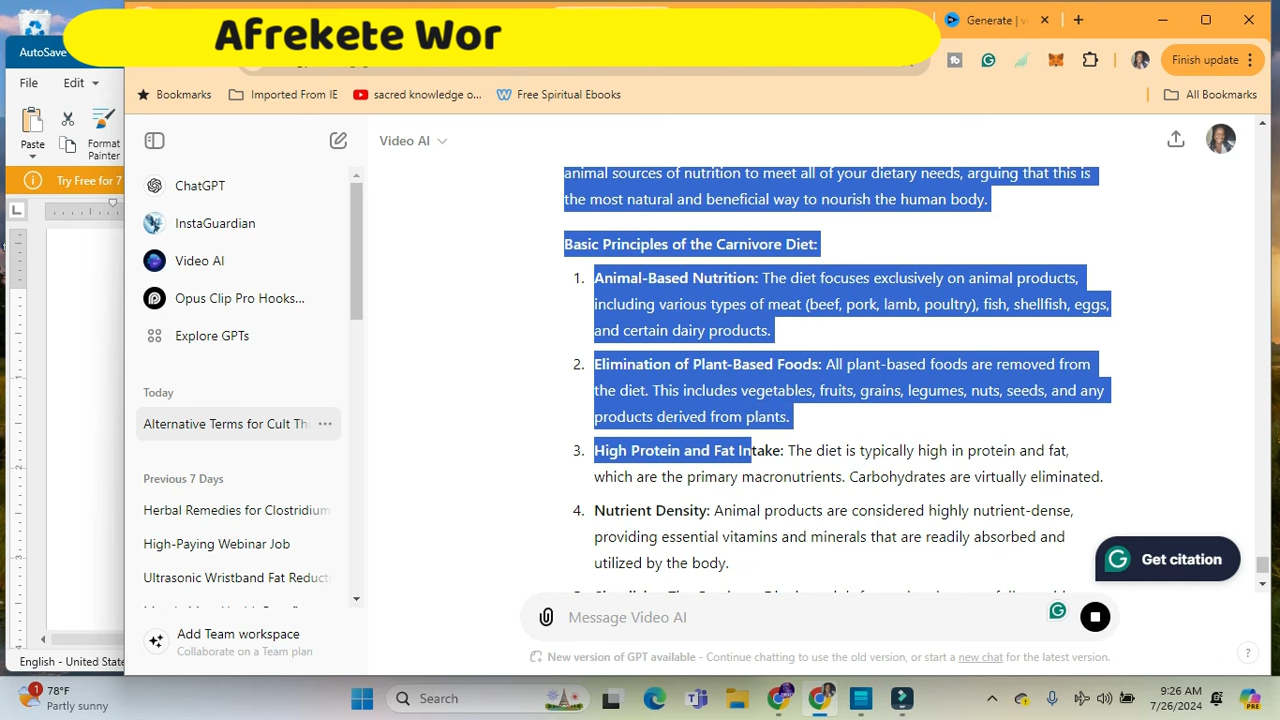 Afrekete Wor
Generate | v
AutoSave
Finish update
File
Edit
Bookmarks
Imported From IE
sacred knowledge o...
Free Spiritual Ebooks
All Bookmarks
Paste
Format
Painter
Try Free for 7
Video AI
ChatGPT
InstaGuardian
Video AI
Opus Clip Pro Hooks...
Explore GPTs
Today
Alternative Terms for Cult Th
Previous 7 Days
Herbal Remedies for Clostridium
High-Paying Webinar Job
Ultrasonic Wristband Fat Reduct
Add Team workspace
Collaborate on a Team plan
animal sources of nutrition to meet all of your dietary needs, arguing that this is
the most natural and beneficial way to nourish the human body.
Basic Principles of the Carnivore Diet:
1. Animal-Based Nutrition: The diet focuses exclusively on animal products,
including various types of meat (beef, pork, lamb, poultry), fish, shellfish, eggs,
and certain dairy products.
2. Elimination of Plant-Based Foods: All plant-based foods are removed from
the diet. This includes vegetables, fruits, grains, legumes, nuts, seeds, and any
products derived from plants.
3. High Protein and Fat Intake: The diet is typically high in protein and fat,
which are the primary macronutrients. Carbohydrates are virtually eliminated.
4. Nutrient Density: Animal products are considered highly nutrient-dense,
providing essential vitamins and minerals that are readily absorbed and
utilized by the body.
Get citation
Message Video AI
New version of GPT available - Continue chatting to use the old version, or start a new chat for the latest version.
?
English - United Sta
1
78°F
Partly sunny
Search
9:26 AM
7/26/2024
PRE